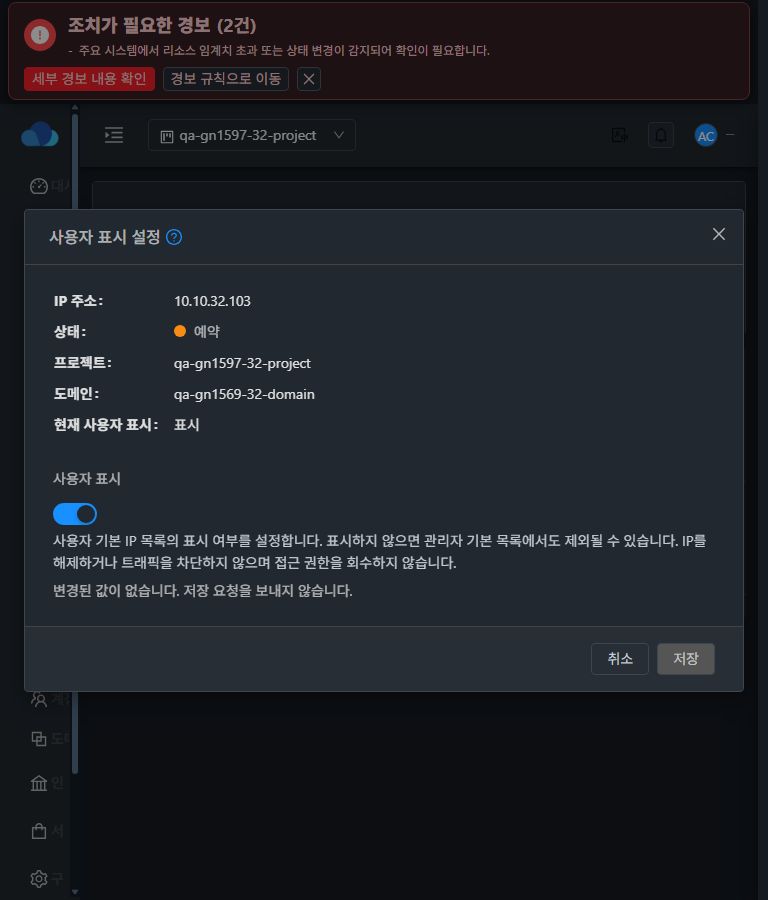 조치가 필요한 경보 (2건)
- 주요 시스템에서 리소스 임계치 초과 또는 상태 변경이 감지되어 확인이 필요합니다.
세부 경보 내용 확인
경보 규칙으로 이동
qa-gn1597-32-project
AC
사용자 표시 설정
IP 주소: 10.10.32.103
상태: 예약
프로젝트: qa-gn1597-32-project
도메인: qa-gn1569-32-domain
현재 사용자 표시: 표시
사용자 표시
사용자 기본 IP 목록의 표시 여부를 설정합니다. 표시하지 않으면 관리자 기본 목록에서도 제외될 수 있습니다. IP를
해제하거나 트래픽을 차단하지 않으며 접근 권한을 회수하지 않습니다.
변경된 값이 없습니다. 저장 요청을 보내지 않습니다.
취소
저장
인
서
구